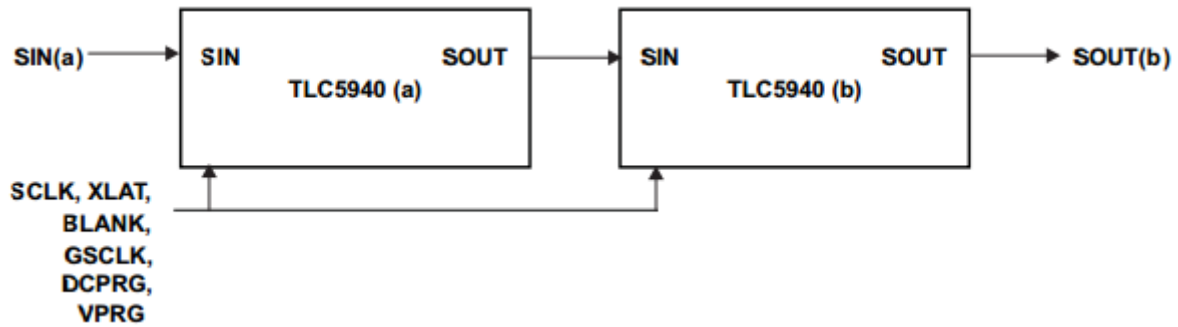 SIN(a)
SIN
SOUT
TLC5940 (a)
SIN
SOUT
TLC5940 (b)
SOUT(b)
SCLK, XLAT,
BLANK,
GSCLK,
DCPRG,
VPRG